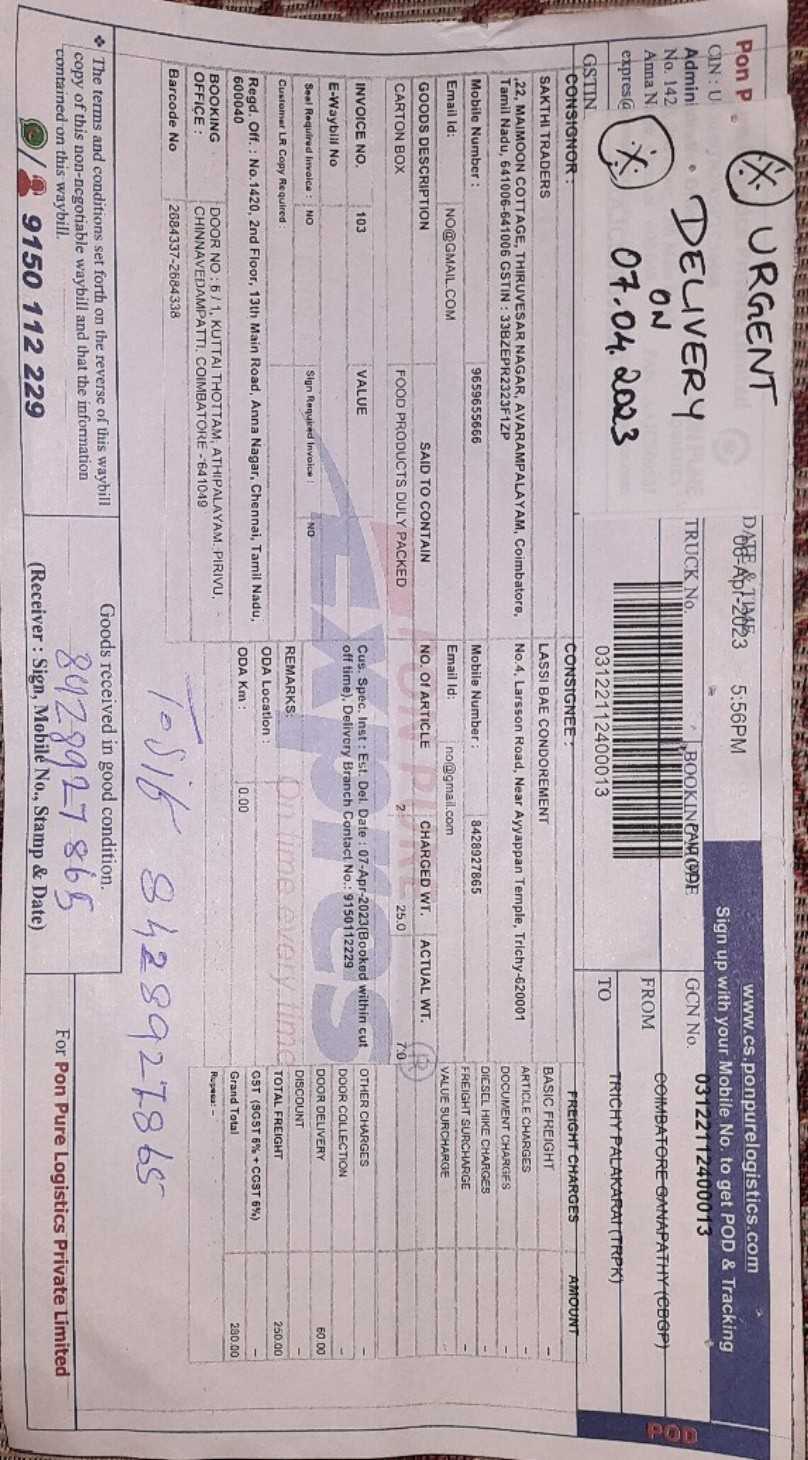 Pon P
CIN : U
Admin
No. 142
Anna N
expres@
GSTIN
URGENT
DELIVERY
ON
07.04.2023
DATE & TIME
06-Apr-2023 5:56PM
TRUCK No.
03122112400013
www.cs.ponpurelogistics.com
Sign up with your Mobile No. to get POD & Tracking
GCN No. 03122112400013
FROM COIMBATORE GANAPATHY (CBGP)
TO TRICHY PALAKARAI (TRPK)
POD
CONSIGNOR :
SAKTHI TRADERS
,22, MAIMOON COTTAGE, THIRUVESAR NAGAR, AVARAMPALAYAM, Coimbatore,
Tamil Nadu, 641006-641006 GSTIN : 33BZEPR2323F1ZP
Mobile Number : 9659655666
Email Id: NO@GMAIL.COM
CONSIGNEE :
LASSI BAE CONDOREMENT
No.4, Larsson Road, Near Ayyappan Temple, Trichy-620001
Mobile Number : 8428927865
Email Id: no@gmail.com
GOODS DESCRIPTION SAID TO CONTAIN NO. Of ARTICLE CHARGED WT. ACTUAL WT.
CARTON BOX FOOD PRODUCTS DULY PACKED 2 25.0 7.0
INVOICE NO. 103 VALUE
E-Waybill No
Seal Required Invoice : NO Sign Required Invoice : NO
Customer LR Copy Required :
Regd. Off. : No.1420, 2nd Floor, 13th Main Road, Anna Nagar, Chennai, Tamil Nadu,
600040
BOOKING OFFICE : DOOR NO : 6 / 1, KUTTAI THOTTAM, ATHIPALAYAM. PIRIVU,
CHINNAVEDAMPATTI. COIMBATORE - 641049
Barcode No 2684337-2684338
Cus. Spec. Inst : Est. Del. Date : 07-Apr-2023(Booked within cut
off time), Delivery Branch Contact No.: 9150112229
REMARKS:
ODA Location :
ODA Km : 0.00
PON PURE
Expres
On time every time
FREIGHT CHARGES AMOUNT
BASIC FREIGHT –
ARTICLE CHARGES –
DOCUMENT CHARGES –
DIESEL HIKE CHARGES –
FREIGHT SURCHARGE –
VALUE SURCHARGE –
OTHER CHARGES –
DOOR COLLECTION –
DOOR DELIVERY 60.00
DISCOUNT –
TOTAL FREIGHT 250.00
GST (SGST 6% + CGST 6%) –
Grand Total 280.00
Rupees: –
8428927865
❖ The terms and conditions set forth on the reverse of this waybill
copy of this non-negotiable waybill and that the information
contained on this waybill.
9150 112 229
Goods received in good condition.
8428927865
(Receiver : Sign, Mobile No., Stamp & Date)
For Pon Pure Logistics Private Limited